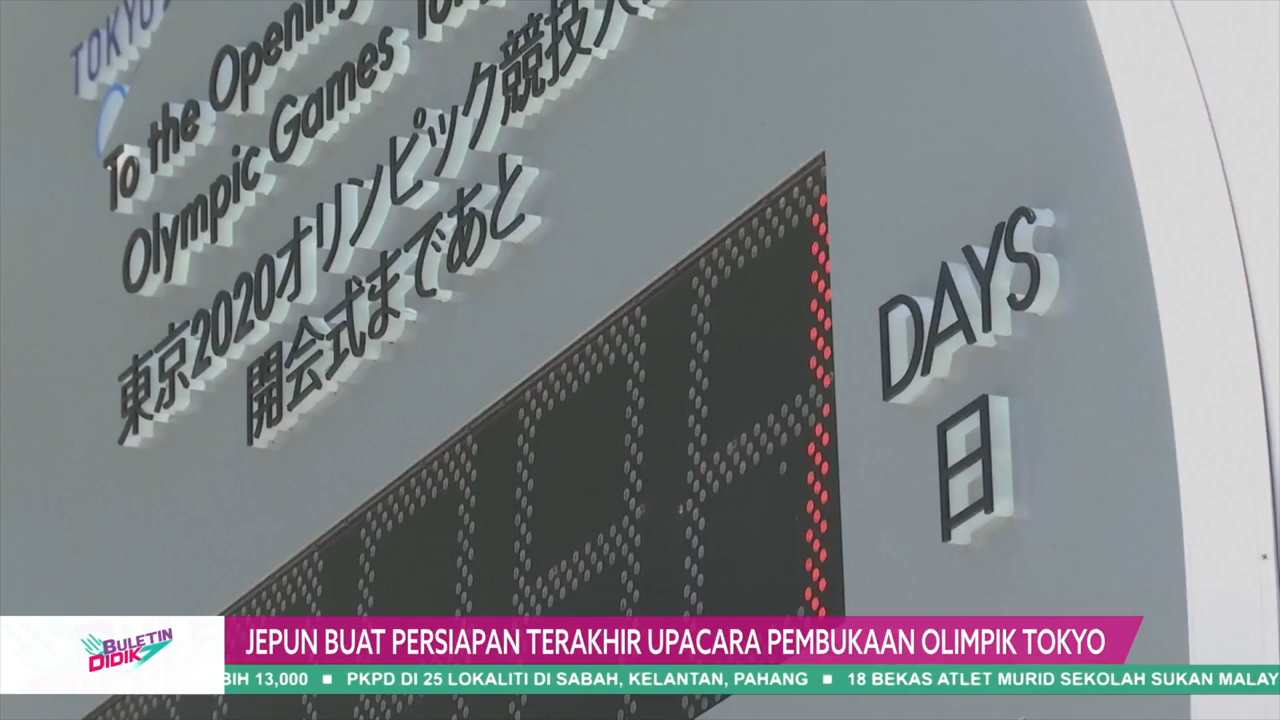 TOKYO
To the Opening
Olympic Games
東京2020オリンピック競技大
開会式まであと
1
DAYS
日
BULETIN
DIDIK
JEPUN BUAT PERSIAPAN TERAKHIR UPACARA PEMBUKAAN OLIMPIK TOKYO
13,000 ■ PKPD DI 25 LOKALITI DI SABAH, KELANTAN, PAHANG ■ 18 BEKAS ATLET MURID SEKOLAH SUKAN